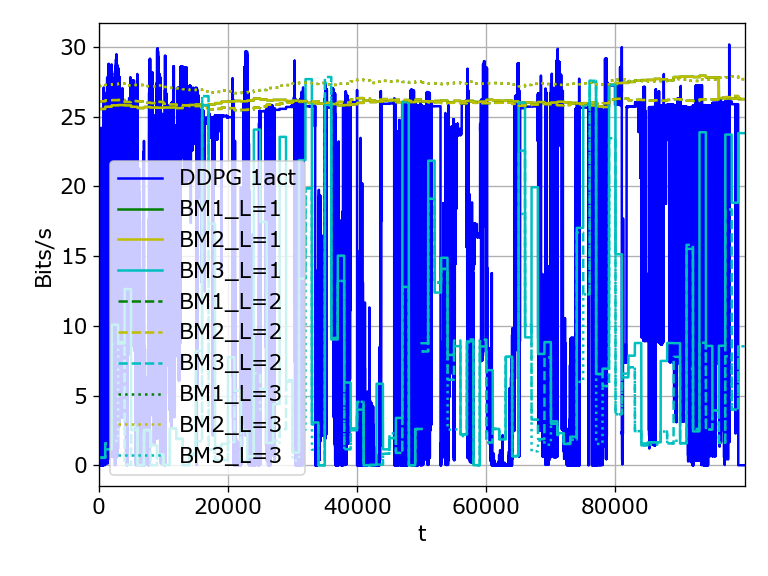 30
25
20
15
10
5
0
Bits/s
DDPG 1act
BM1_L=1
BM2_L=1
BM3_L=1
BM1_L=2
BM2_L=2
BM3_L=2
BM1_L=3
BM2_L=3
BM3_L=3
0 20000 40000 60000 80000
t